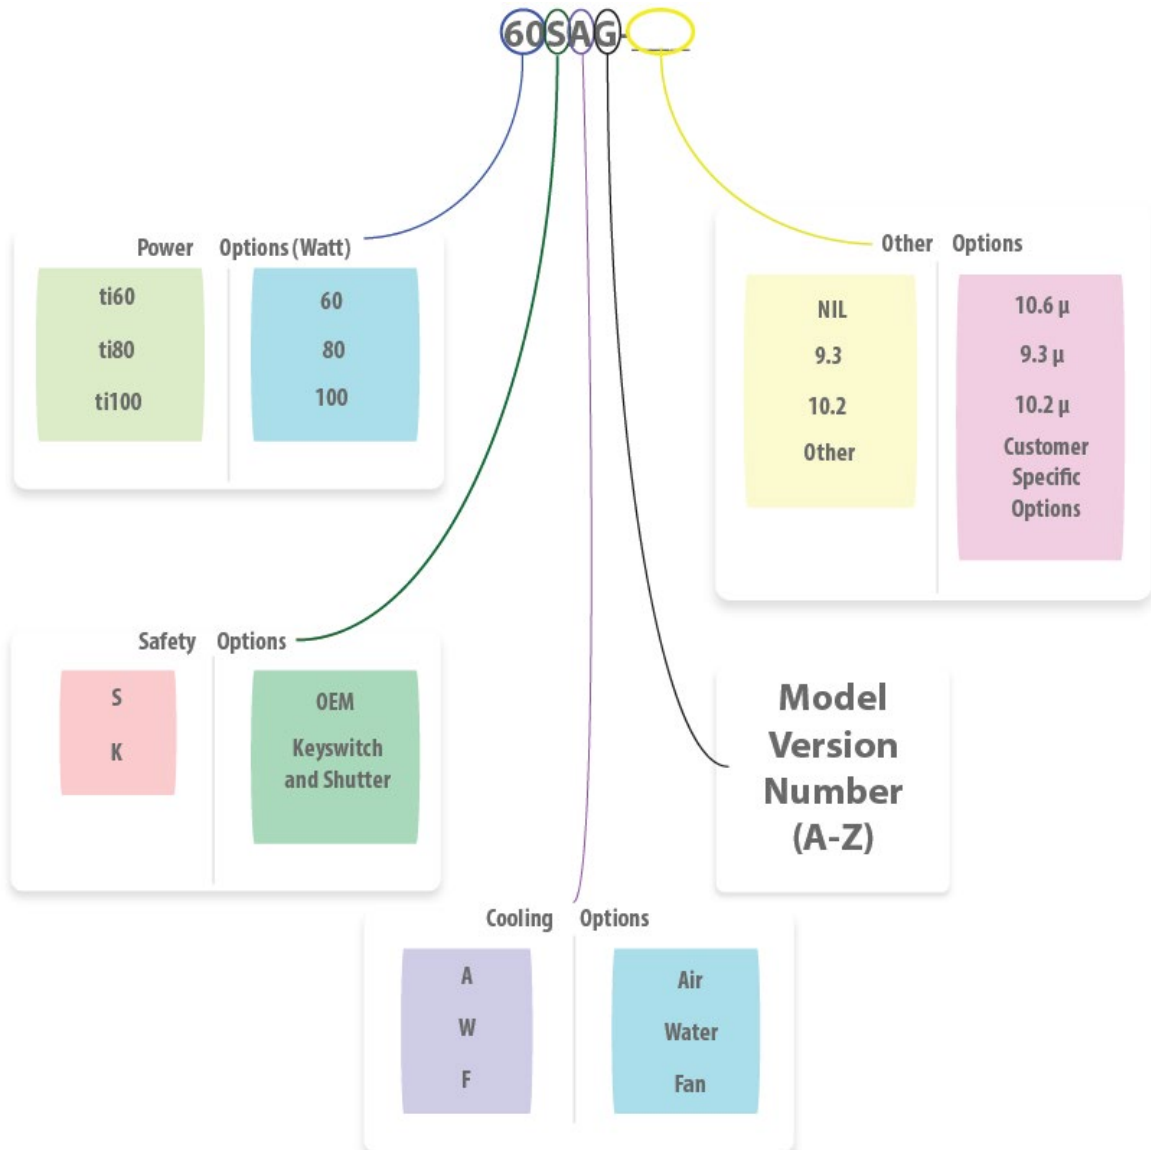 60SAG-___
Power Options (Watt)
ti60 60
ti80 80
ti100 100
Other Options
NIL 10.6 µ
9.3 9.3 µ
10.2 10.2 µ
Other Customer
Specific
Options
Safety Options
S OEM
K Keyswitch
and Shutter
Model
Version
Number
(A-Z)
Cooling Options
A Air
W Water
F Fan